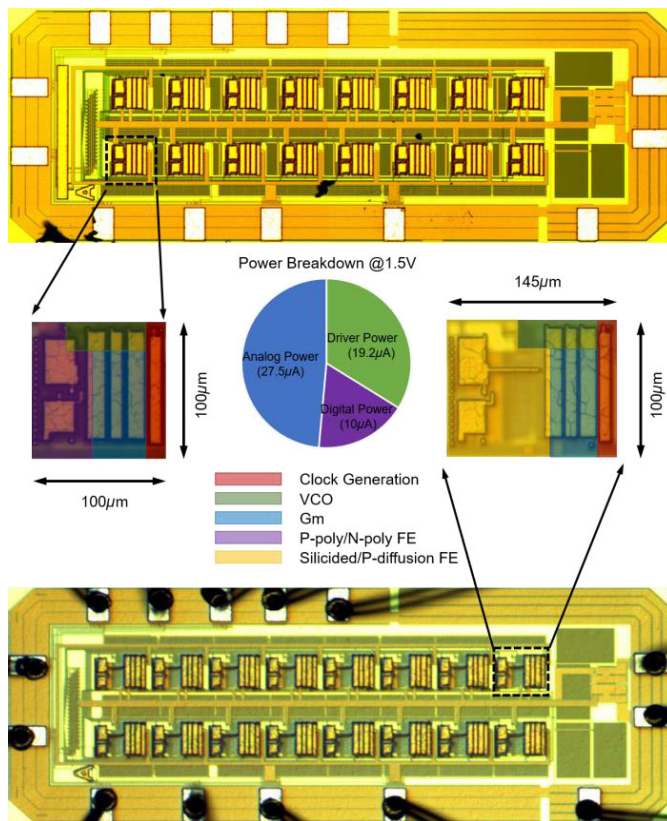 Power Breakdown @1.5V
Analog Power
(27.5µA)
Driver Power
(19.2µA)
Digital Power
(10µA)
100µm
100µm
145µm
100µm
Clock Generation
VCO
Gm
P-poly/N-poly FE
Silicided/P-diffusion FE